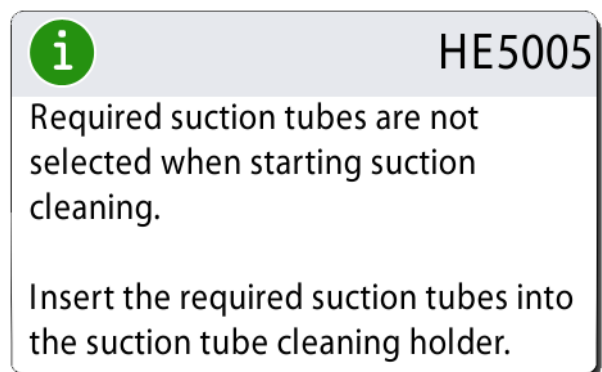 i
HE5005
Required suction tubes are not
selected when starting suction
cleaning.
Insert the required suction tubes into
the suction tube cleaning holder.